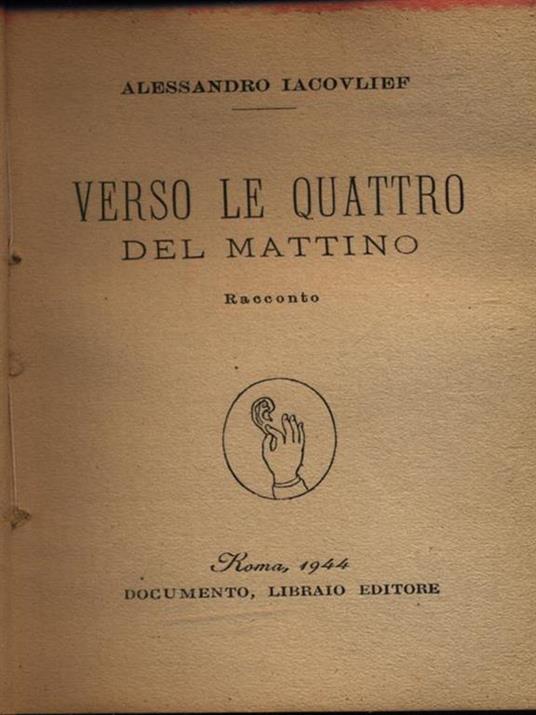 ALESSANDRO IACOVLIEF
VERSO LE QUATTRO
DEL MATTINO
Racconto
Roma, 1944
DOCUMENTO, LIBRAIO EDITORE